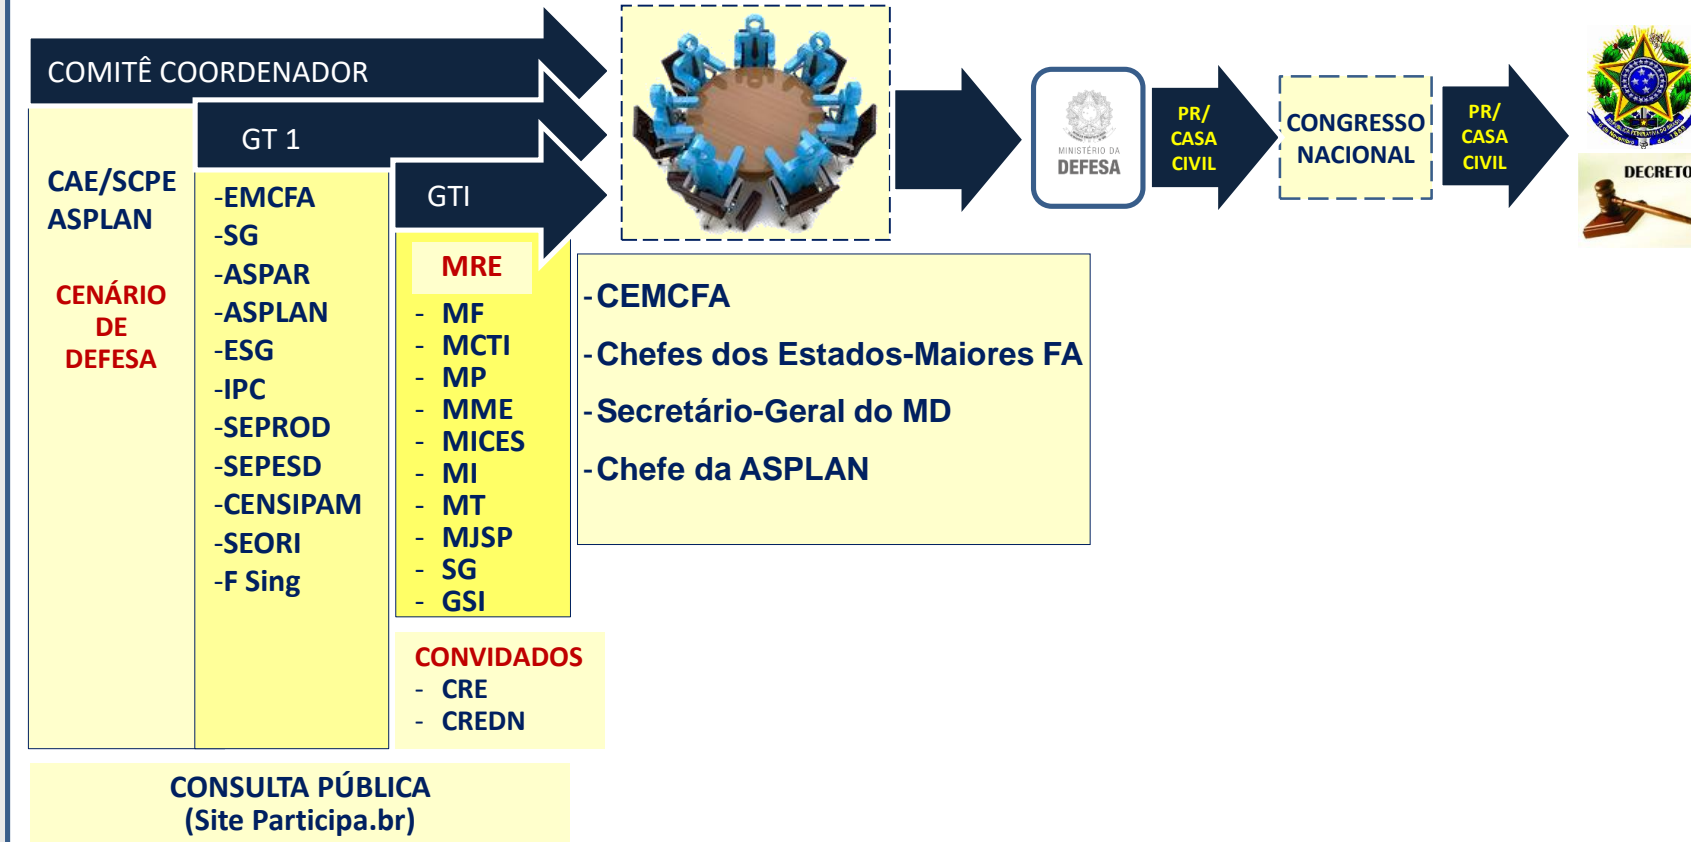 COMITÊ COORDENADOR
CAE/SCPE
ASPLAN
CENÁRIO
DE
DEFESA
GT 1
-EMCFA
-SG
-ASPAR
-ASPLAN
-ESG
-IPC
-SEPROD
-SEPESD
-CENSIPAM
-SEORI
-F Sing
GTI
MRE
- MF
- MCTI
- MP
- MME
- MICES
- MI
- MT
- MJSP
- SG
- GSI
CONVIDADOS
- CRE
- CREDN
CONSULTA PÚBLICA
(Site Participa.br)
-CEMCFA
-Chefes dos Estados-Maiores FA
-Secretário-Geral do MD
-Chefe da ASPLAN
MINISTÉRIO DA
DEFESA
PR/
CASA
CIVIL
CONGRESSO
NACIONAL
PR/
CASA
CIVIL
DECRETO